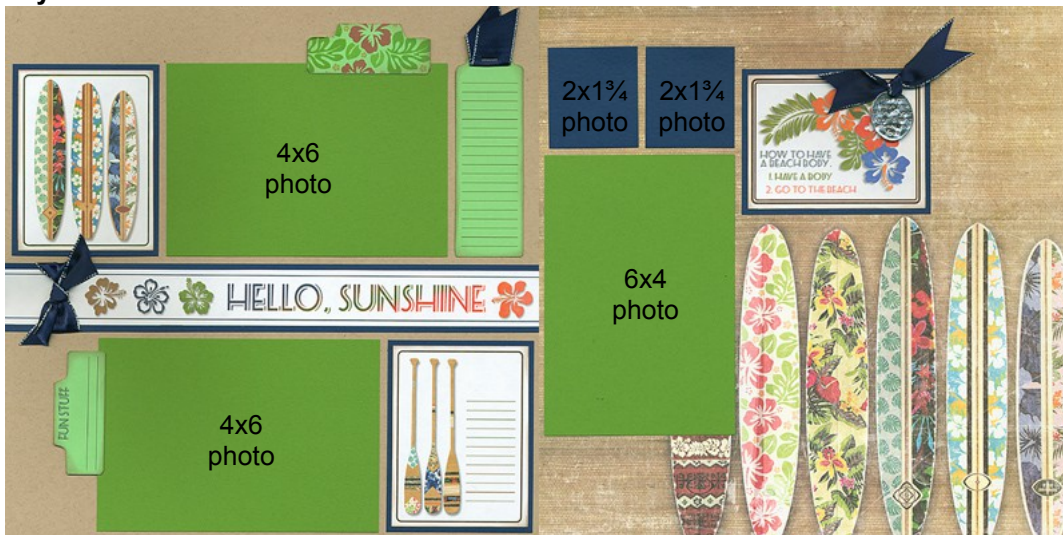 4x6
photo
HELLO, SUNSHINE
FUN STUFF
4x6
photo
2x1¾
photo
2x1¾
photo
HOW TO HAVE
A BEACH BODY:
1. HAVE A BODY
2. GO TO THE BEACH
6x4
photo